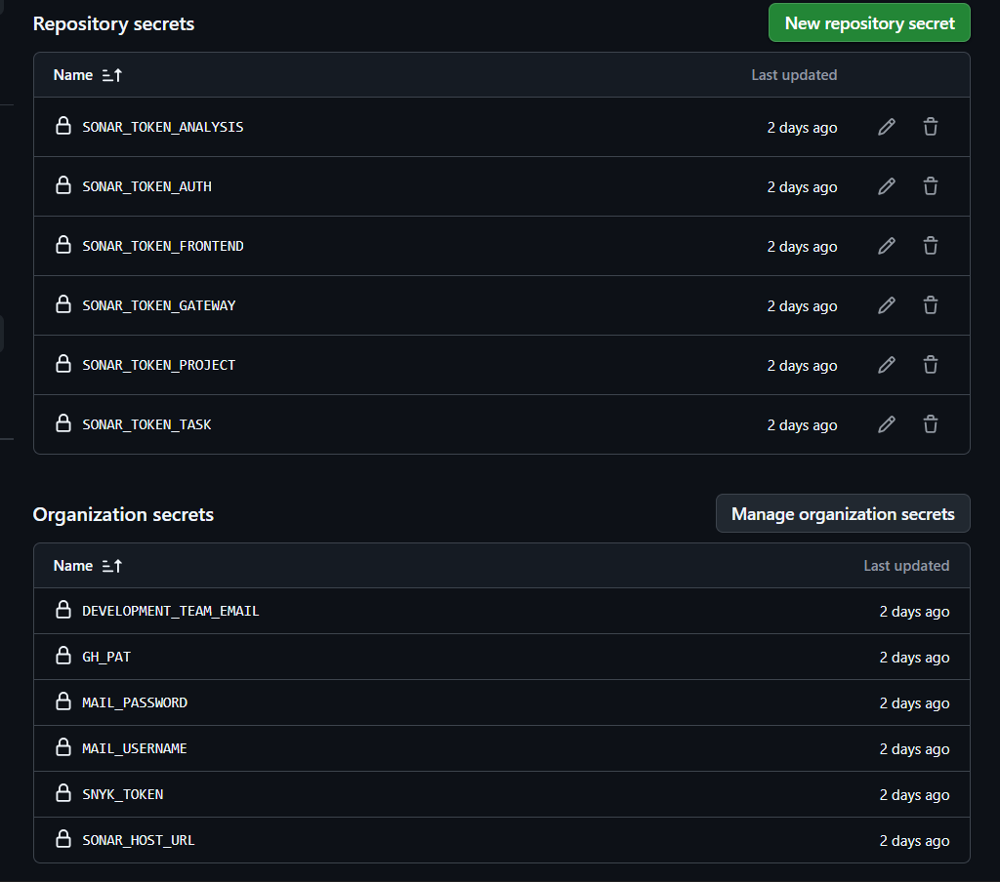 Repository secrets
New repository secret
Name Last updated
SONAR_TOKEN_ANALYSIS 2 days ago
SONAR_TOKEN_AUTH 2 days ago
SONAR_TOKEN_FRONTEND 2 days ago
SONAR_TOKEN_GATEWAY 2 days ago
SONAR_TOKEN_PROJECT 2 days ago
SONAR_TOKEN_TASK 2 days ago
Organization secrets
Manage organization secrets
Name Last updated
DEVELOPMENT_TEAM_EMAIL 2 days ago
GH_PAT 2 days ago
MAIL_PASSWORD 2 days ago
MAIL_USERNAME 2 days ago
SNYK_TOKEN 2 days ago
SONAR_HOST_URL 2 days ago